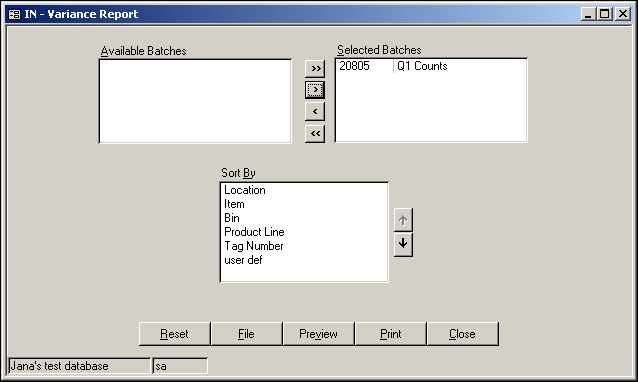 IN - Variance Report
Available Batches
Selected Batches
>>
20805 Q1 Counts
>
<
<<
Sort By
Location
Item
Bin
Product Line
Tag Number
user def
Reset File Preview Print Close
Jana's test database sa